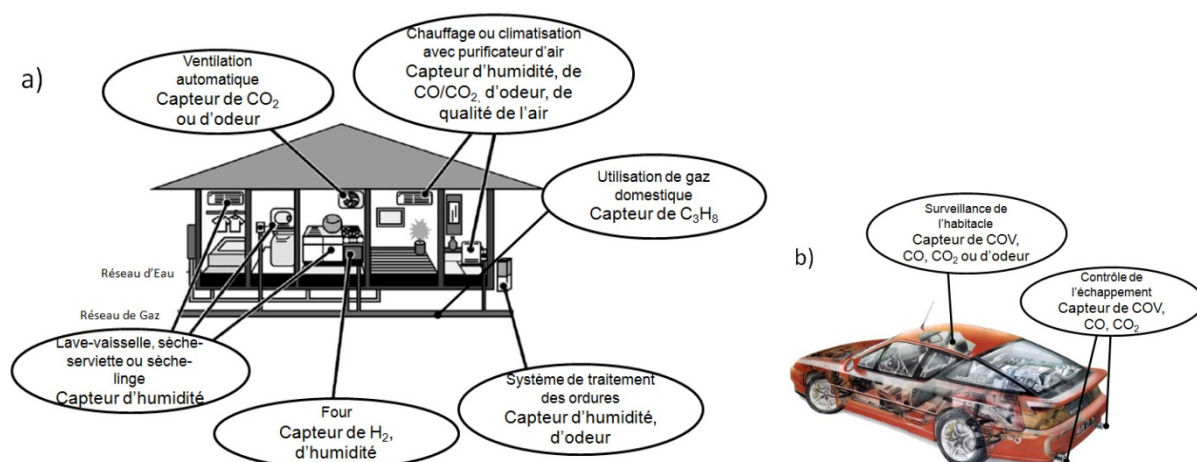 a)
Ventilation
automatique
Capteur de CO₂
ou d'odeur
Chauffage ou climatisation
avec purificateur d'air
Capteur d'humidité, de
CO/CO₂, d'odeur, de
qualité de l'air
Utilisation de gaz
domestique
Capteur de C₃H₈
Réseau d'Eau
Réseau de Gaz
Lave-vaisselle, sèche-
serviette ou sèche-
linge
Capteur d'humidité
Four
Capteur de H₂,
d'humidité
Système de traitement
des ordures
Capteur d'humidité,
d'odeur
b)
Surveillance de
l'habitacle
Capteur de COV,
CO, CO₂ ou d'odeur
Contrôle de
l'échappement
Capteur de COV,
CO, CO₂